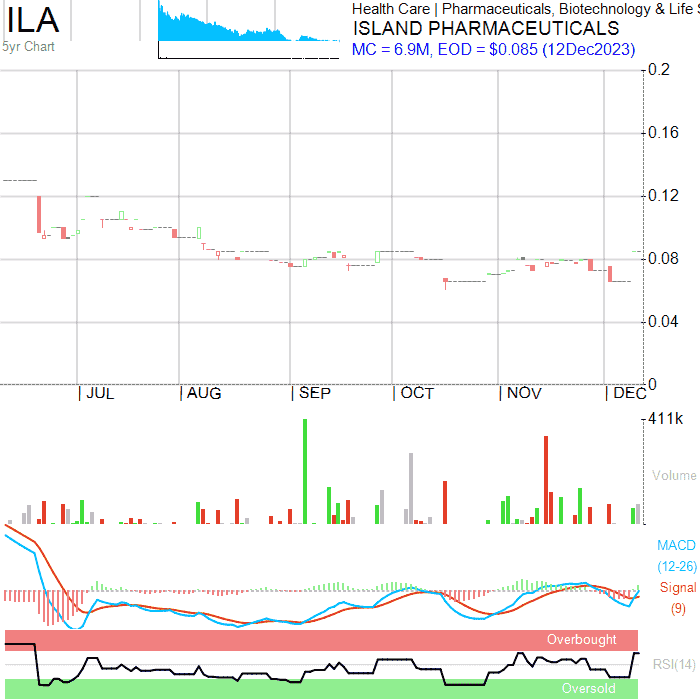 ILA
5yr Chart
Health Care | Pharmaceuticals, Biotechnology & Life S
ISLAND PHARMACEUTICALS
MC = 6.9M, EOD = $0.085 (12Dec2023)
0.2
0.16
0.12
0.08
0.04
0
| JUL | AUG | SEP | OCT | NOV | DEC
411k
Volume
MACD
(12-26)
Signal
(9)
Overbought
RSI(14)
Oversold